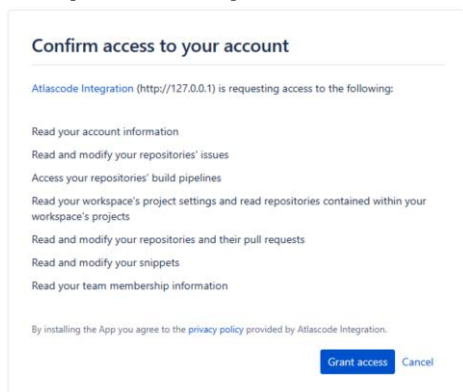 Confirm access to your account
Atlascode Integration (http://127.0.0.1) is requesting access to the following:
Read your account information
Read and modify your repositories' issues
Access your repositories' build pipelines
Read your workspace's project settings and read repositories contained within your
workspace's projects
Read and modify your repositories and their pull requests
Read and modify your snippets
Read your team membership information
By installing the App you agree to the privacy policy provided by Atlascode Integration.
Grant access Cancel